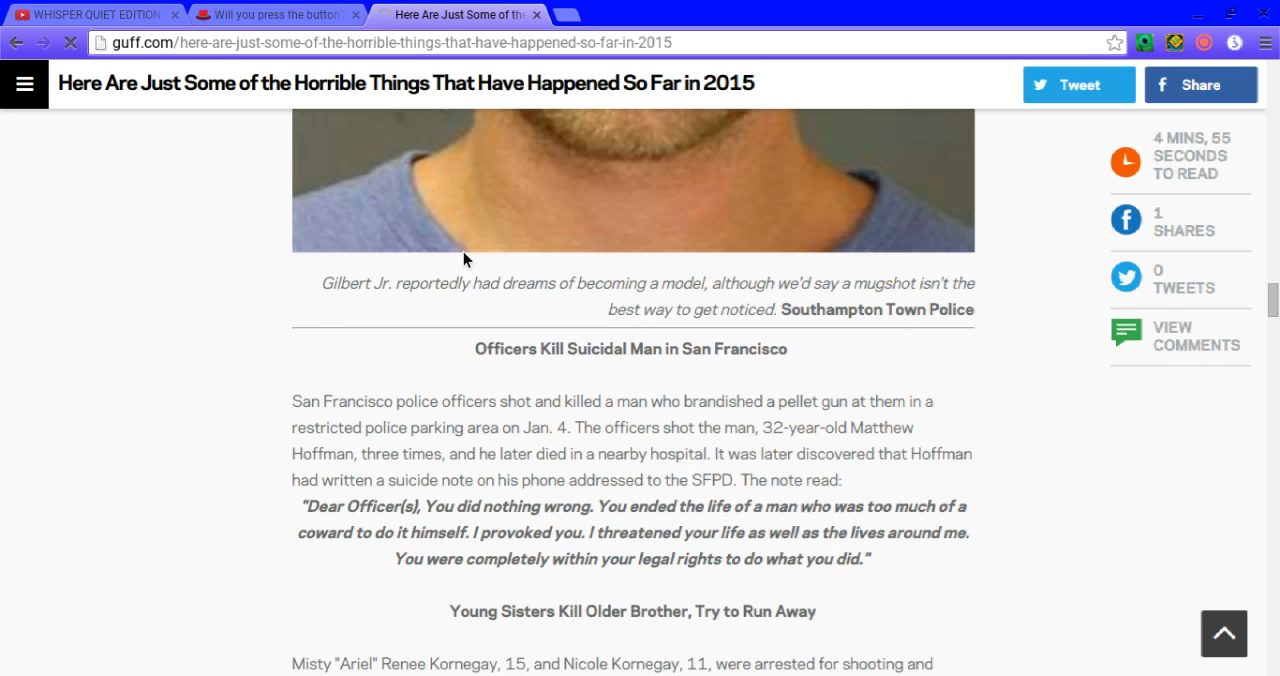 WHISPER QUIET EDITION
Will you press the button?
Here Are Just Some of the
guff.com/here-are-just-some-of-the-horrible-things-that-have-happened-so-far-in-2015
Here Are Just Some of the Horrible Things That Have Happened So Far in 2015
Tweet
Share
4 MINS, 55
SECONDS
TO READ
1
SHARES
0
TWEETS
VIEW
COMMENTS
Gilbert Jr. reportedly had dreams of becoming a model, although we'd say a mugshot isn't the
best way to get noticed. Southampton Town Police
Officers Kill Suicidal Man in San Francisco
San Francisco police officers shot and killed a man who brandished a pellet gun at them in a
restricted police parking area on Jan. 4. The officers shot the man, 32-year-old Matthew
Hoffman, three times, and he later died in a nearby hospital. It was later discovered that Hoffman
had written a suicide note on his phone addressed to the SFPD. The note read:
"Dear Officer(s), You did nothing wrong. You ended the life of a man who was too much of a
coward to do it himself. I provoked you. I threatened your life as well as the lives around me.
You were completely within your legal rights to do what you did."
Young Sisters Kill Older Brother, Try to Run Away
Misty "Ariel" Renee Kornegay, 15, and Nicole Kornegay, 11, were arrested for shooting and